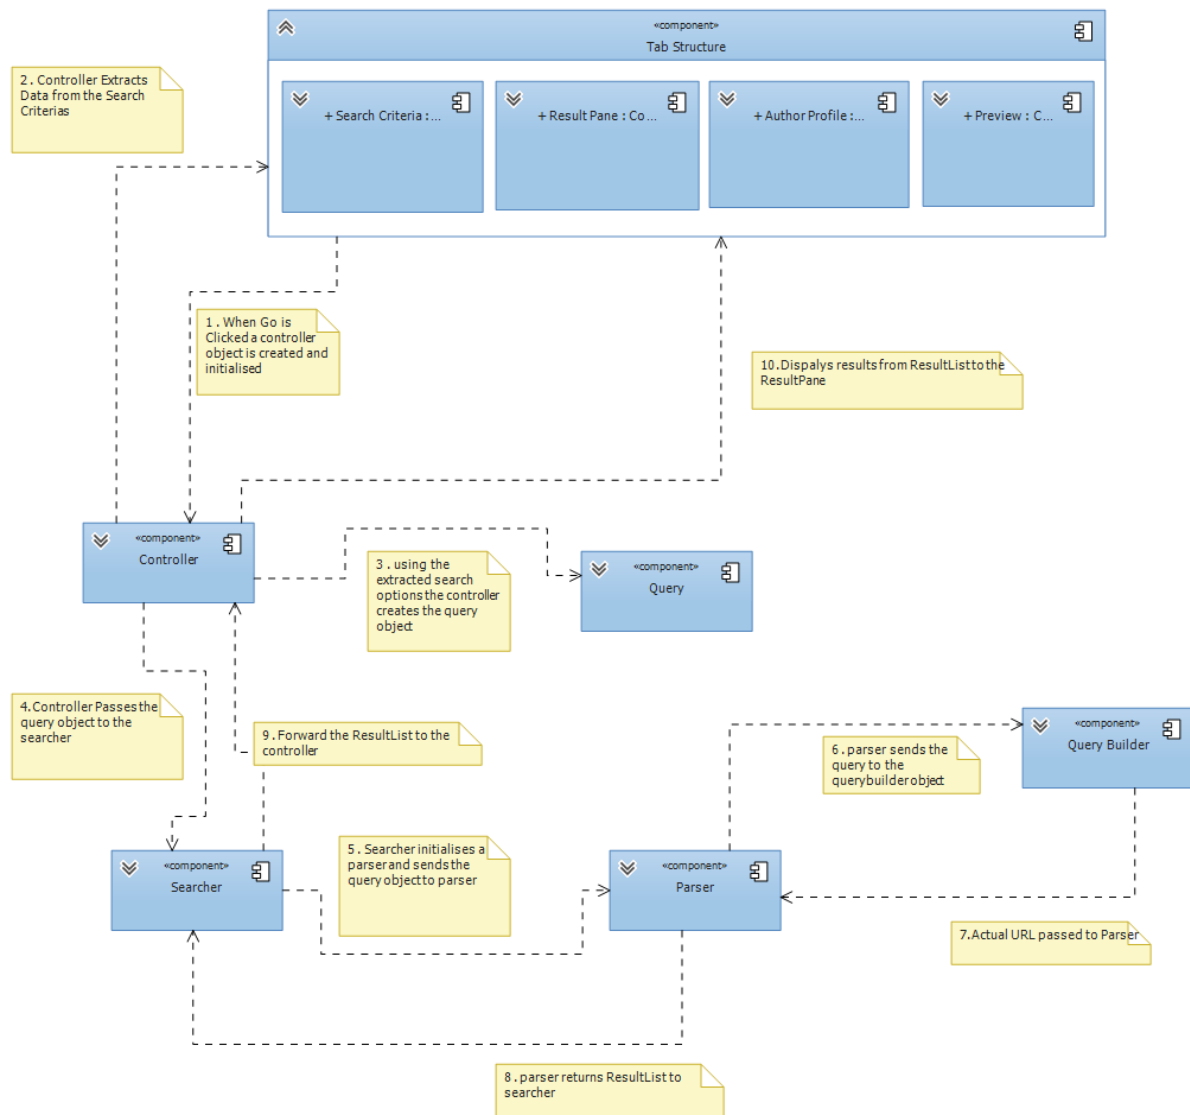 «component»
Tab Structure
2 . Controller Extracts
Data from the Search
Criterias
+ Search Criteria :...
+ Result Pane : Co...
+ Author Profile :...
+ Preview : C...
1 . When Go is
Clicked a controller
object is created and
initialised
10.Dispalys results from ResultList to the
ResultPane
«component»
Controller
3 . using the
extracted search
options the controller
creates the query
object
«component»
Query
4.Controller Passes the
query object to the
searcher
9.Forward the ResultList to the
controller
6 . parser sends the
query to the
querybuilder object
«component»
Query Builder
«component»
Searcher
5 . Searcher initialises a
parser and sends the
query object to parser
«component»
Parser
7.Actual URL passed to Parser
8 . parser returns ResultList to
searcher